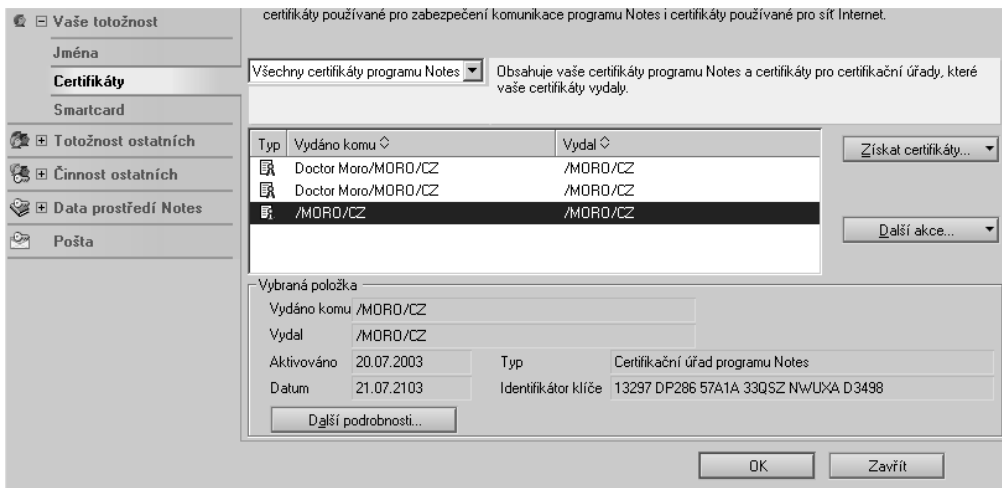 certifikáty používané pro zabezpečení komunikace programu Notes i certifikáty používané pro síť Internet.
Vaše totožnost
Jména
Certifikáty
Smartcard
Totožnost ostatních
Činnost ostatních
Data prostředí Notes
Pošta
Všechny certifikáty programu Notes
Obsahuje vaše certifikáty programu Notes a certifikáty pro certifikační úřady, které
vaše certifikáty vydaly.
Typ Vydáno komu Vydal
Doctor Moro/MORO/CZ /MORO/CZ
Doctor Moro/MORO/CZ /MORO/CZ
/MORO/CZ /MORO/CZ
Získat certifikáty...
Další akce...
Vybraná položka
Vydáno komu /MORO/CZ
Vydal /MORO/CZ
Aktivováno 20.07.2003 Typ Certifikační úřad programu Notes
Datum 21.07.2103 Identifikátor klíče 13297 DP286 57A1A 33QSZ NWUXA D3498
Další podrobnosti...
OK Zavřít